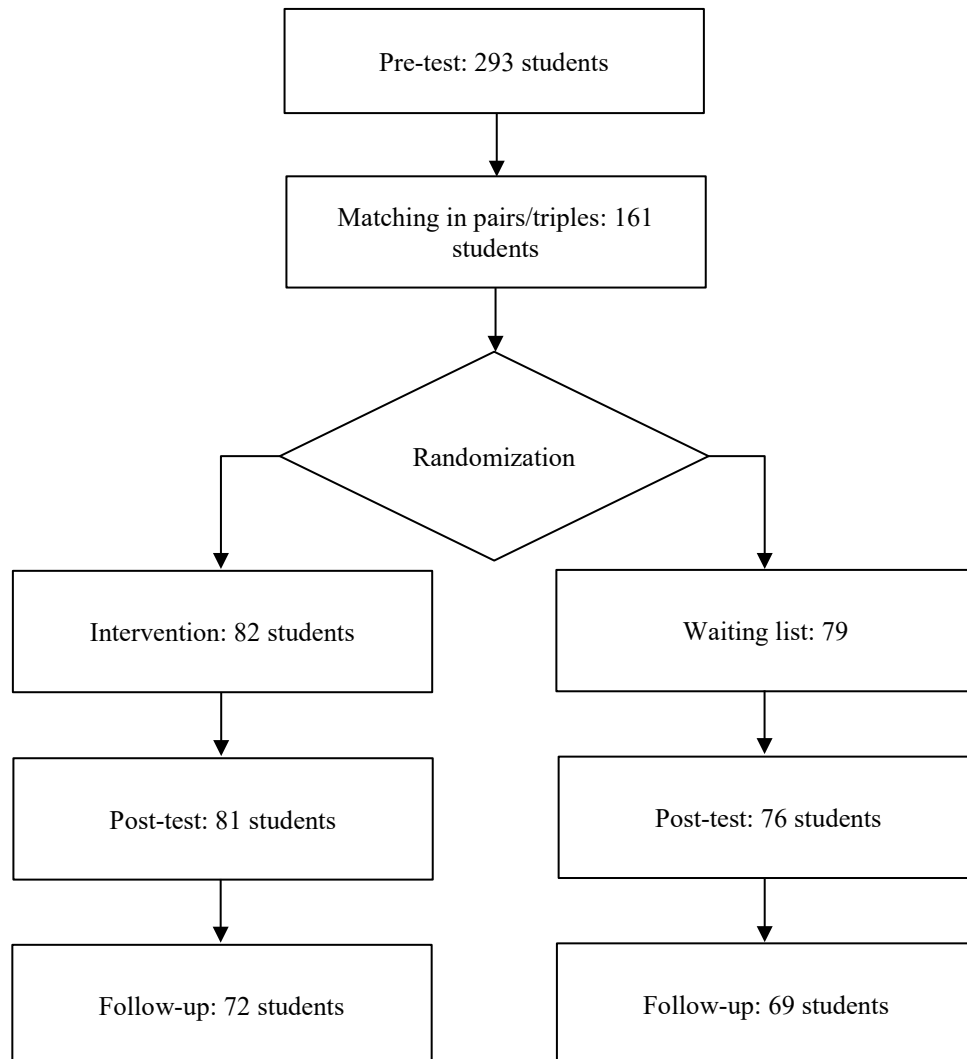 Pre-test: 293 students
Matching in pairs/triples: 161
students
Randomization
Intervention: 82 students
Waiting list: 79
Post-test: 81 students
Post-test: 76 students
Follow-up: 72 students
Follow-up: 69 students